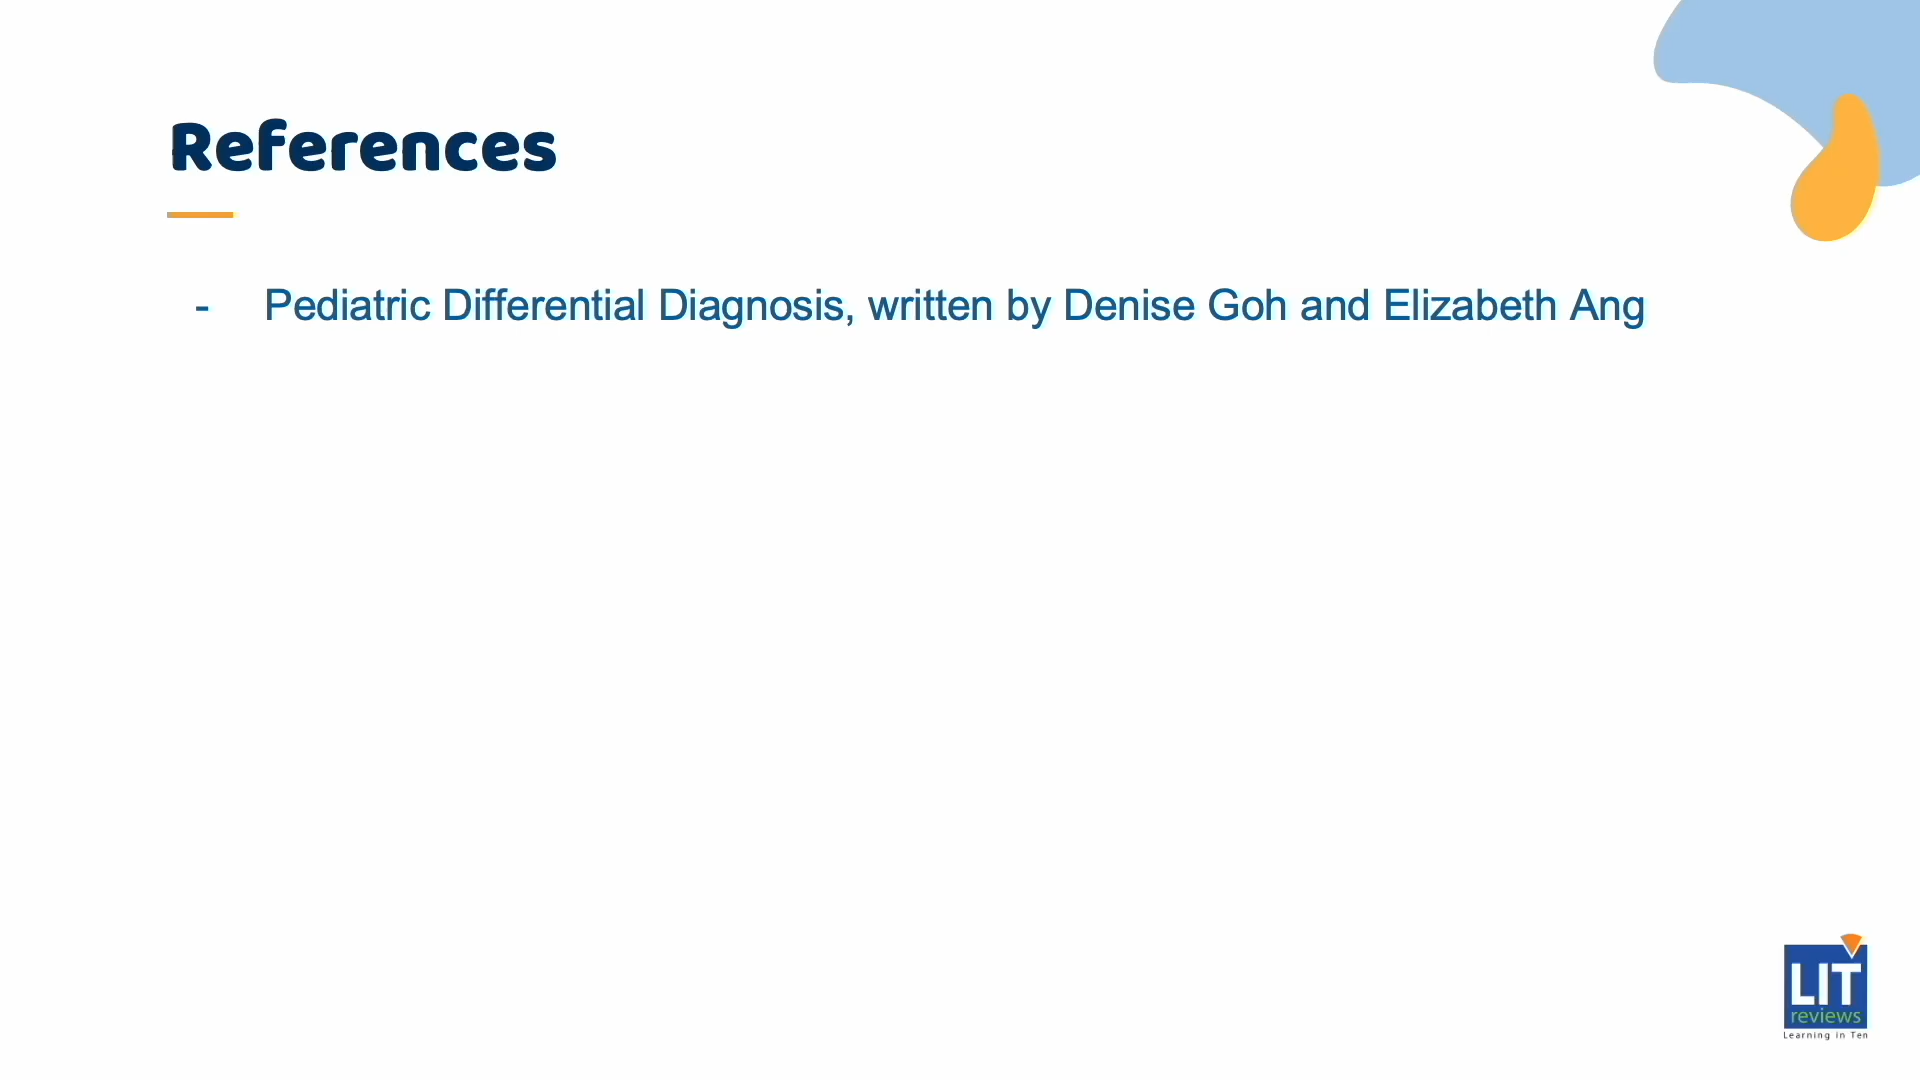 References
- Pediatric Differential Diagnosis, written by Denise Goh and Elizabeth Ang
LIT
reviews
Learning in Ten